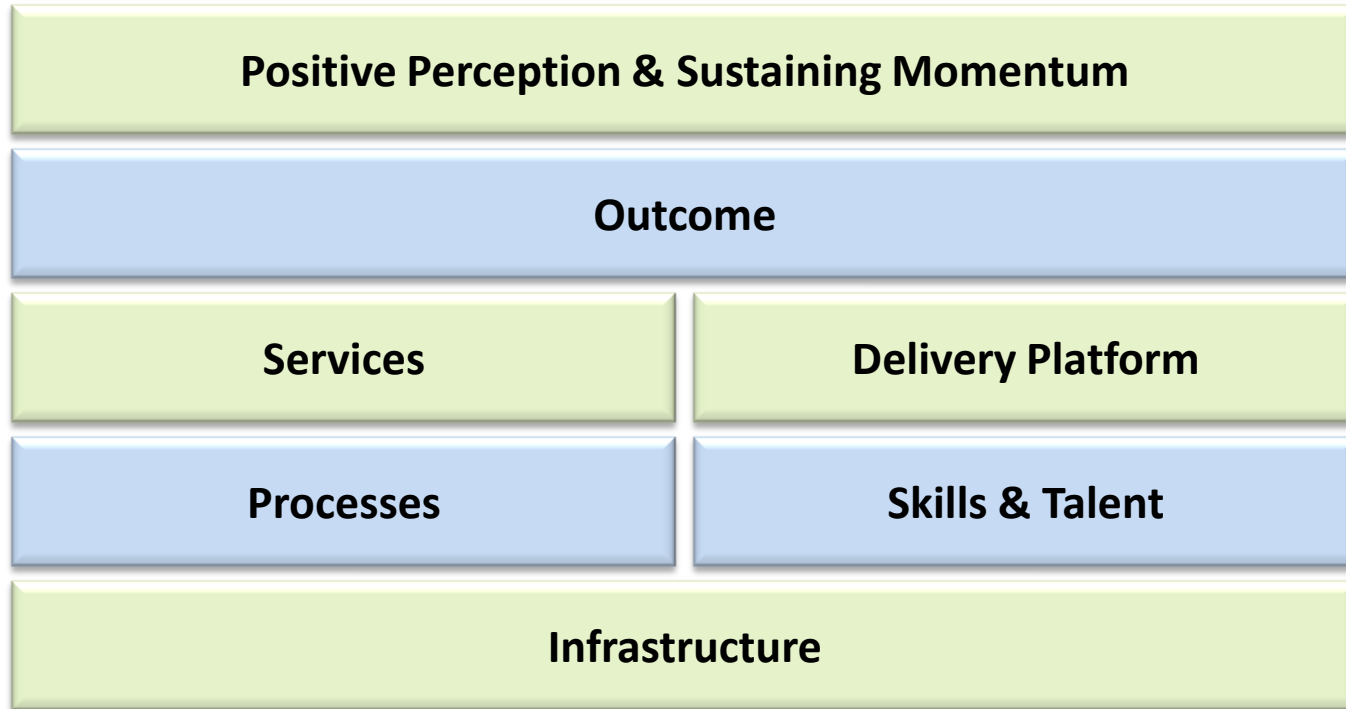 Positive Perception & Sustaining Momentum
Outcome
Services
Delivery Platform
Processes
Skills & Talent
Infrastructure